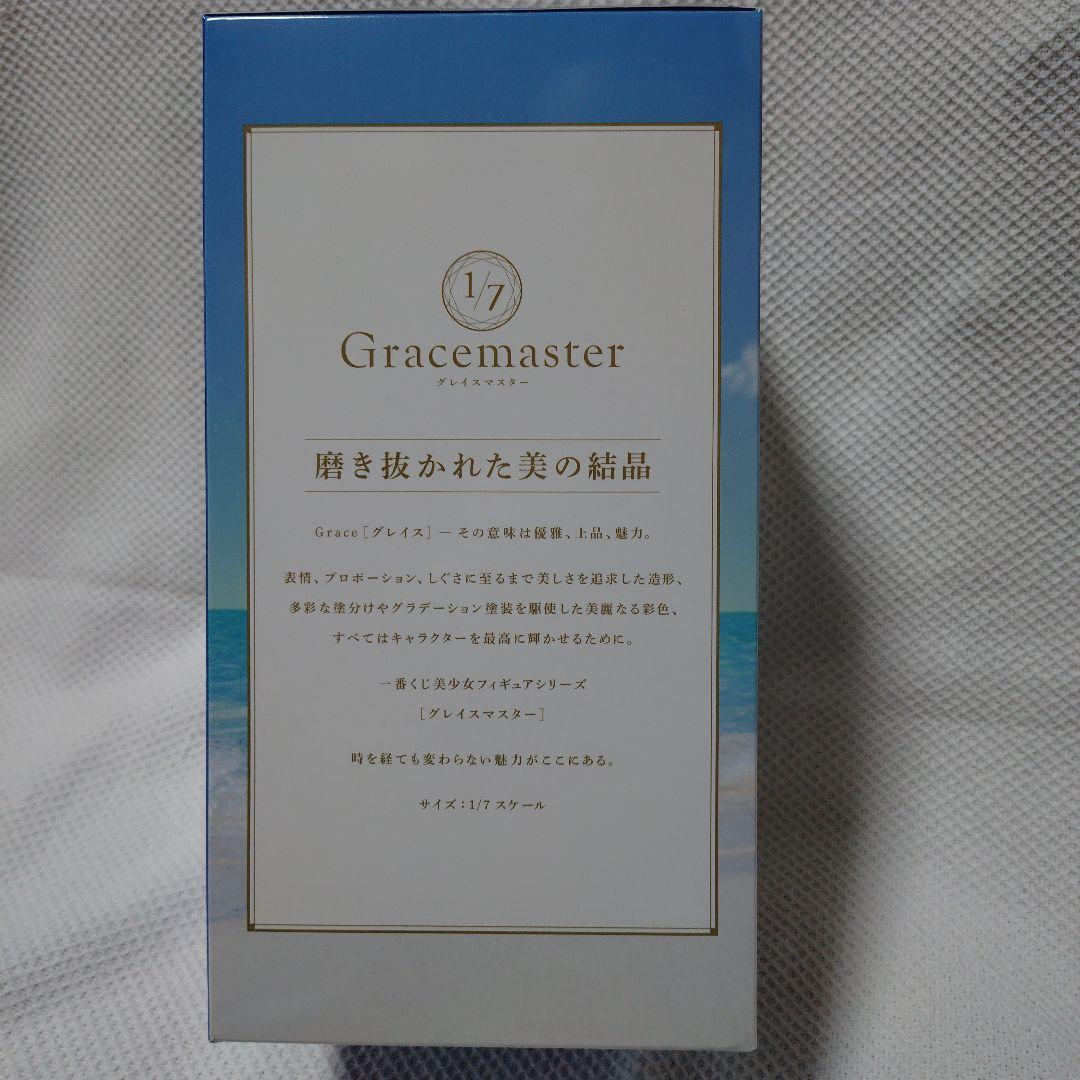 1/7
Gracemaster
グレイスマスター
磨き抜かれた美の結晶
Grace［グレイス］― その意味は優雅、上品、魅力。
表情、プロポーション、しぐさに至るまで美しさを追求した造形、
多彩な塗分けやグラデーション塗装を駆使した美麗なる彩色、
すべてはキャラクターを最高に輝かせるために。
一番くじ美少女フィギュアシリーズ
［グレイスマスター］
時を経ても変わらない魅力がここにある。
サイズ：1/7 スケール